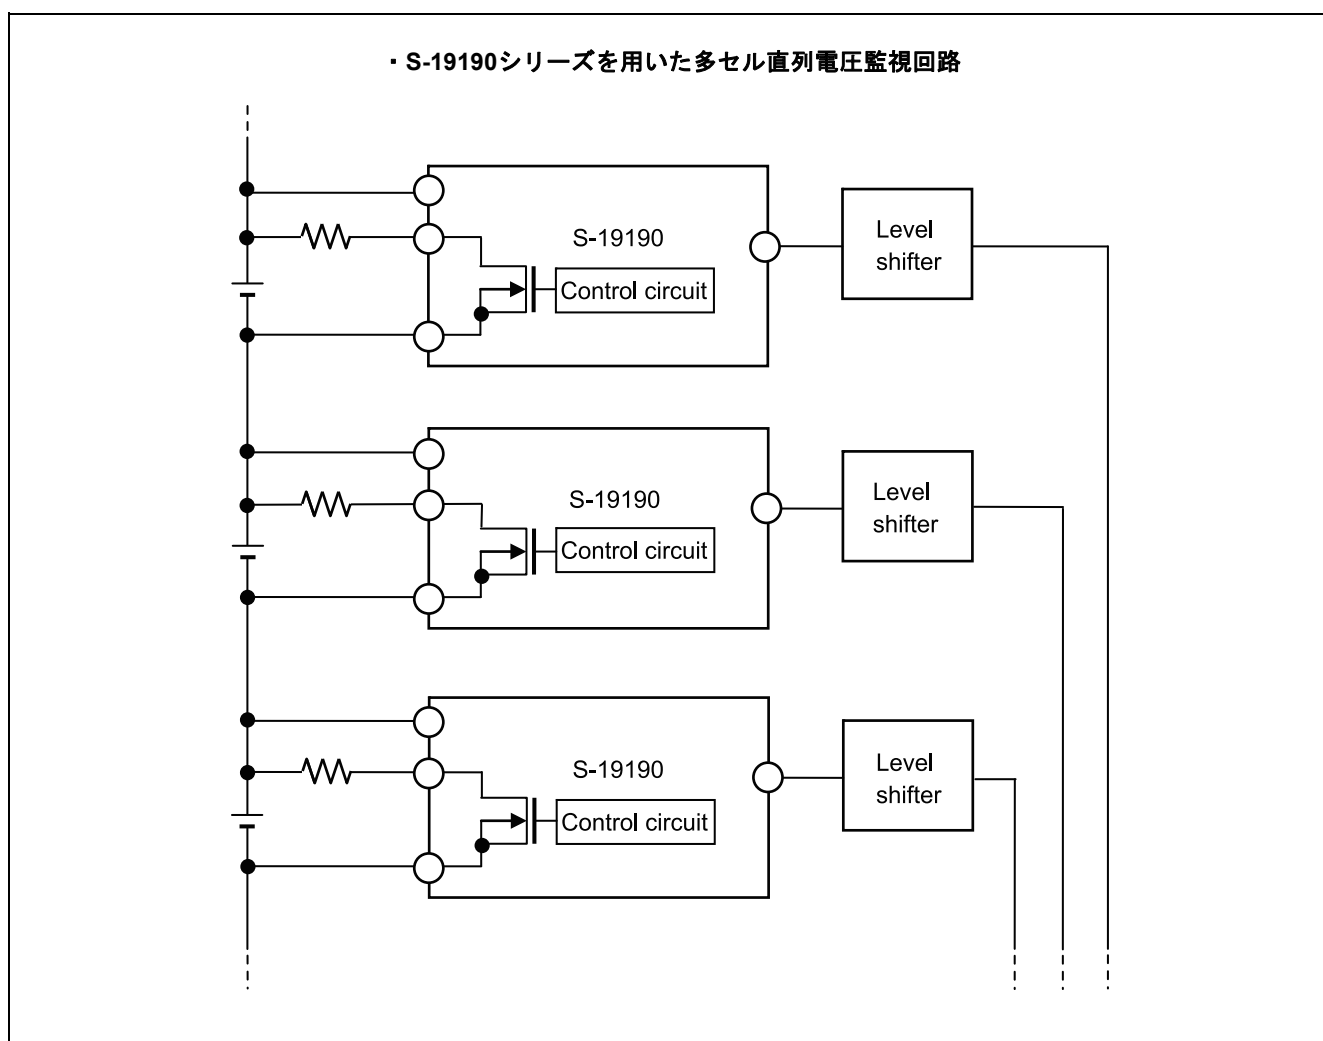 ・S-19190シリーズを用いた多セル直列電圧監視回路
S-19190
Control circuit
Level
shifter
S-19190
Control circuit
Level
shifter
S-19190
Control circuit
Level
shifter